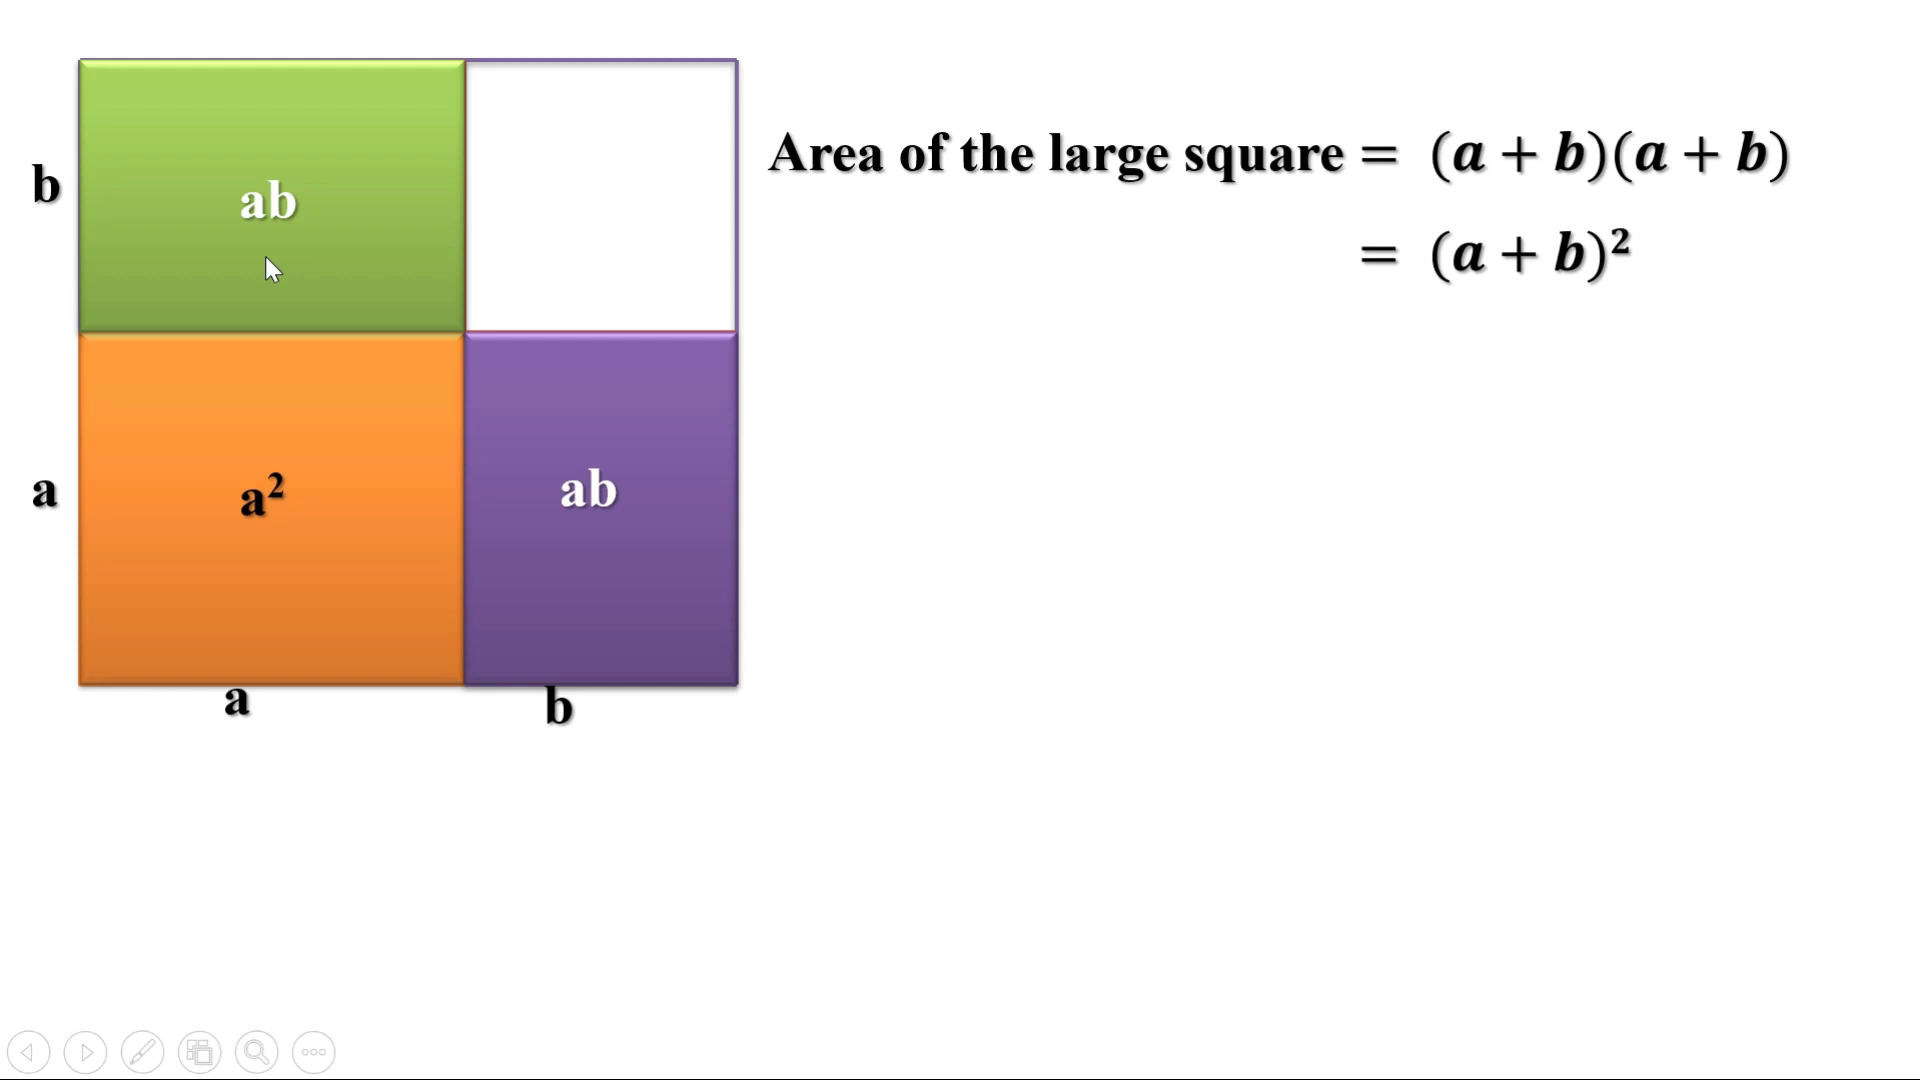 Area of the large square = (a + b)(a + b)
= (a + b)²
b
ab
a
a²
ab
a
b